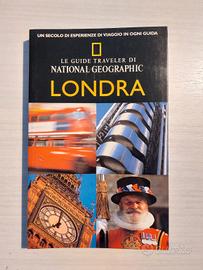 UN SECOLO DI ESPERIENZE DI VIAGGIO IN OGNI GUIDA
LE GUIDE TRAVELER DI
NATIONAL GEOGRAPHIC
LONDRA